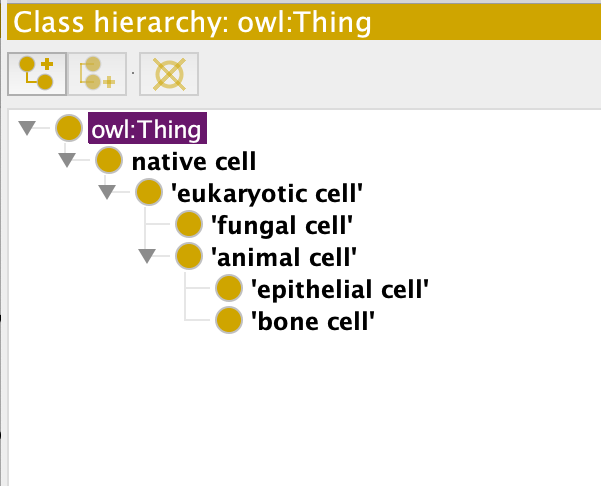 Class hierarchy: owl:Thing
owl:Thing
native cell
'eukaryotic cell'
'fungal cell'
'animal cell'
'epithelial cell'
'bone cell'